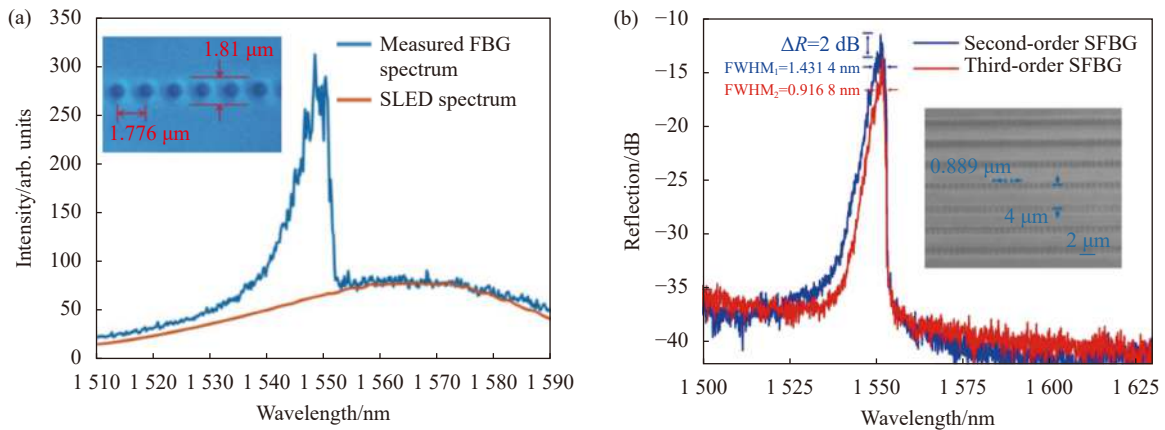 (a)
350
300
250
200
150
100
50
0
Intensity/arb. units
1.81 μm
1.776 μm
Measured FBG
spectrum
SLED spectrum
1 510
1 520
1 530
1 540
1 550
1 560
1 570
1 580
1 590
Wavelength/nm
(b)
−10
−15
−20
−25
−30
−35
−40
Reflection/dB
ΔR=2 dB
FWHM₁=1.431 4 nm
FWHM₂=0.916 8 nm
Second-order SFBG
Third-order SFBG
0.889 μm
4 μm
2 μm
1 500
1 525
1 550
1 575
1 600
1 625
Wavelength/nm